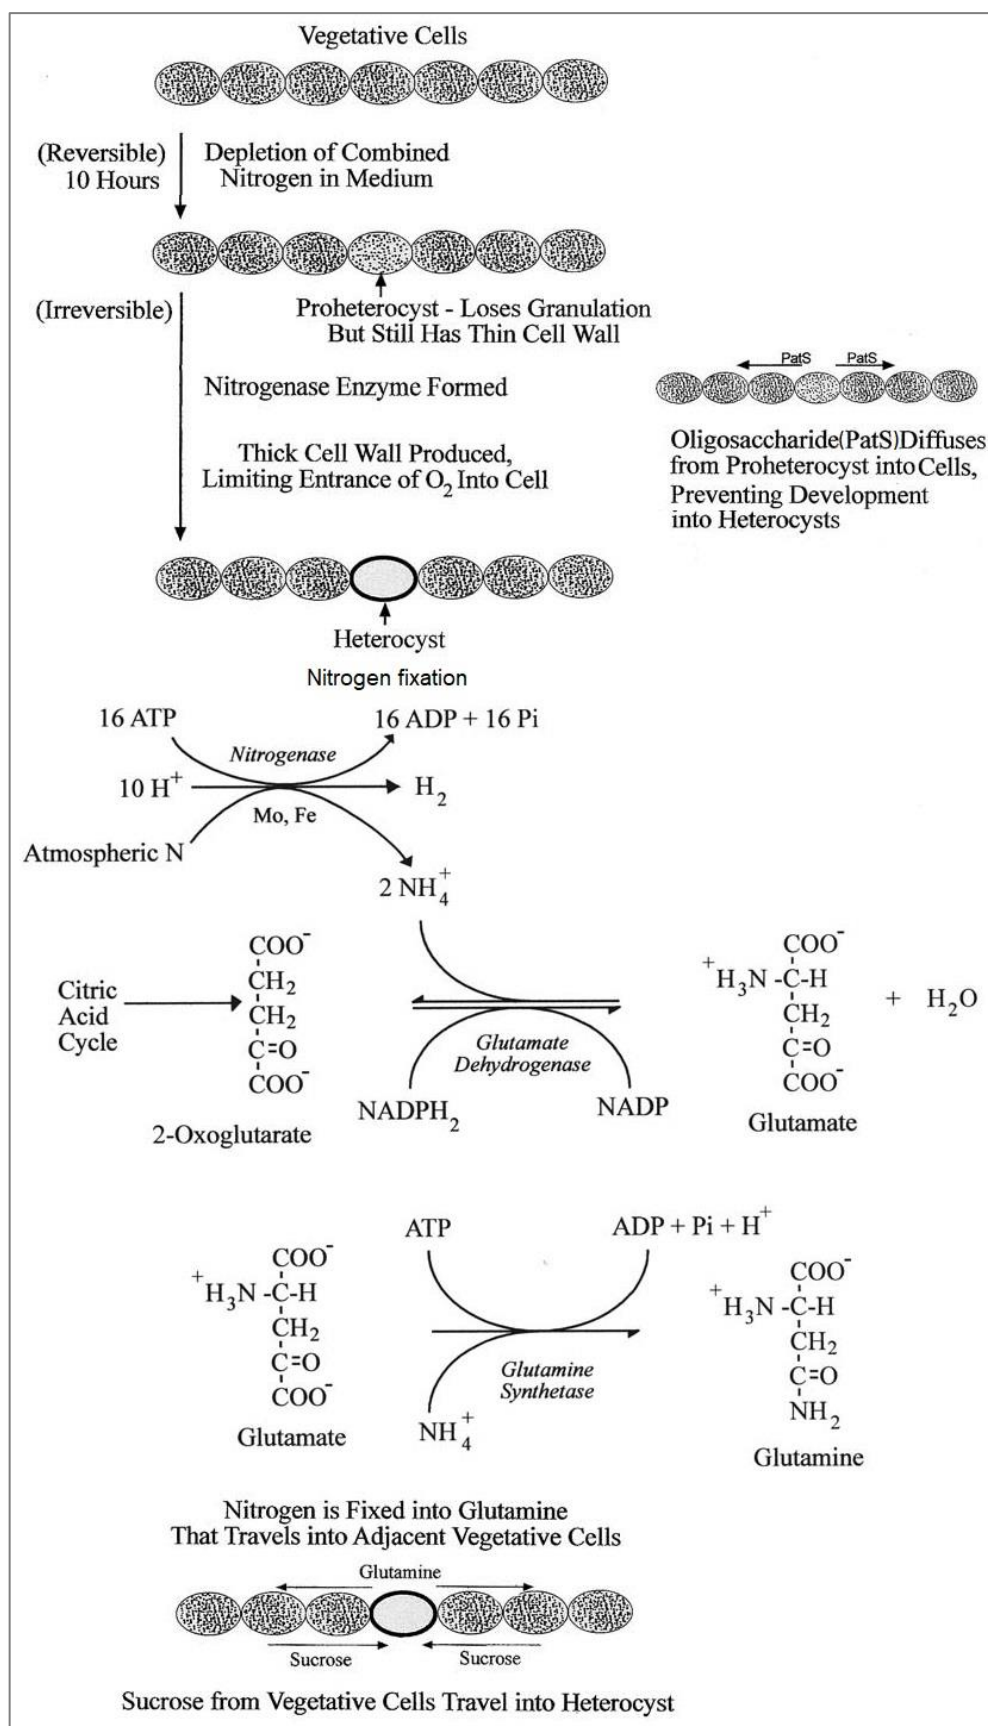 Vegetative Cells
(Reversible)
10 Hours
Depletion of Combined
Nitrogen in Medium
(Irreversible)
Proheterocyst - Loses Granulation
But Still Has Thin Cell Wall
Nitrogenase Enzyme Formed
Thick Cell Wall Produced,
Limiting Entrance of O2 Into Cell
PatS PatS
Oligosaccharide(PatS)Diffuses
from Proheterocyst into Cells,
Preventing Development
into Heterocysts
Heterocyst
Nitrogen fixation
16 ATP
16 ADP + 16 Pi
Nitrogenase
10 H+
H2
Mo, Fe
Atmospheric N
2 NH4+
Citric
Acid
Cycle
COO-
CH2
CH2
C=O
COO-
2-Oxoglutarate
Glutamate
Dehydrogenase
NADPH2
NADP
COO-
+H3N -C-H
CH2
C=O
COO-
Glutamate
+ H2O
COO-
+H3N -C-H
CH2
C=O
COO-
Glutamate
ATP
ADP + Pi + H+
Glutamine
Synthetase
NH4+
COO-
+H3N -C-H
CH2
C=O
NH2
Glutamine
Nitrogen is Fixed into Glutamine
That Travels into Adjacent Vegetative Cells
Glutamine
Sucrose Sucrose
Sucrose from Vegetative Cells Travel into Heterocyst